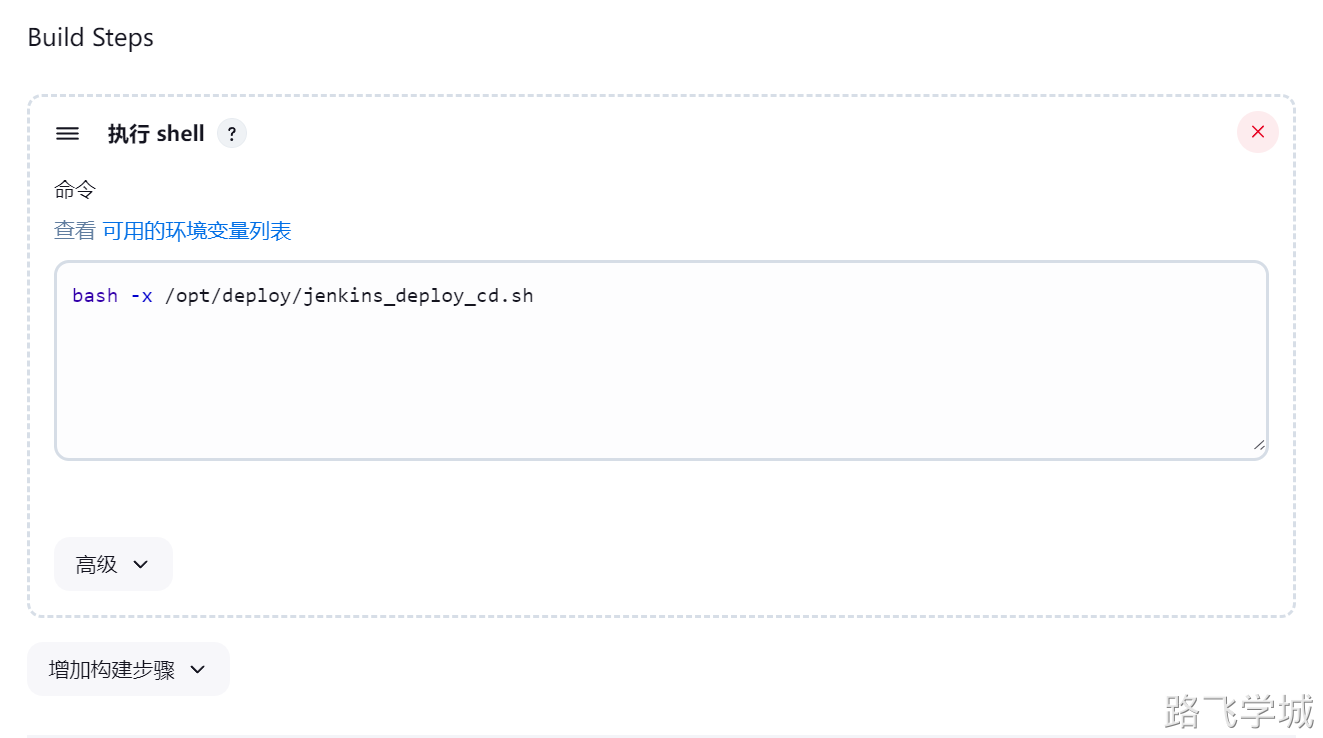 Build Steps
执行 shell ?
命令
查看 可用的环境变量列表
bash -x /opt/deploy/jenkins_deploy_cd.sh
高级
增加构建步骤
路飞学城